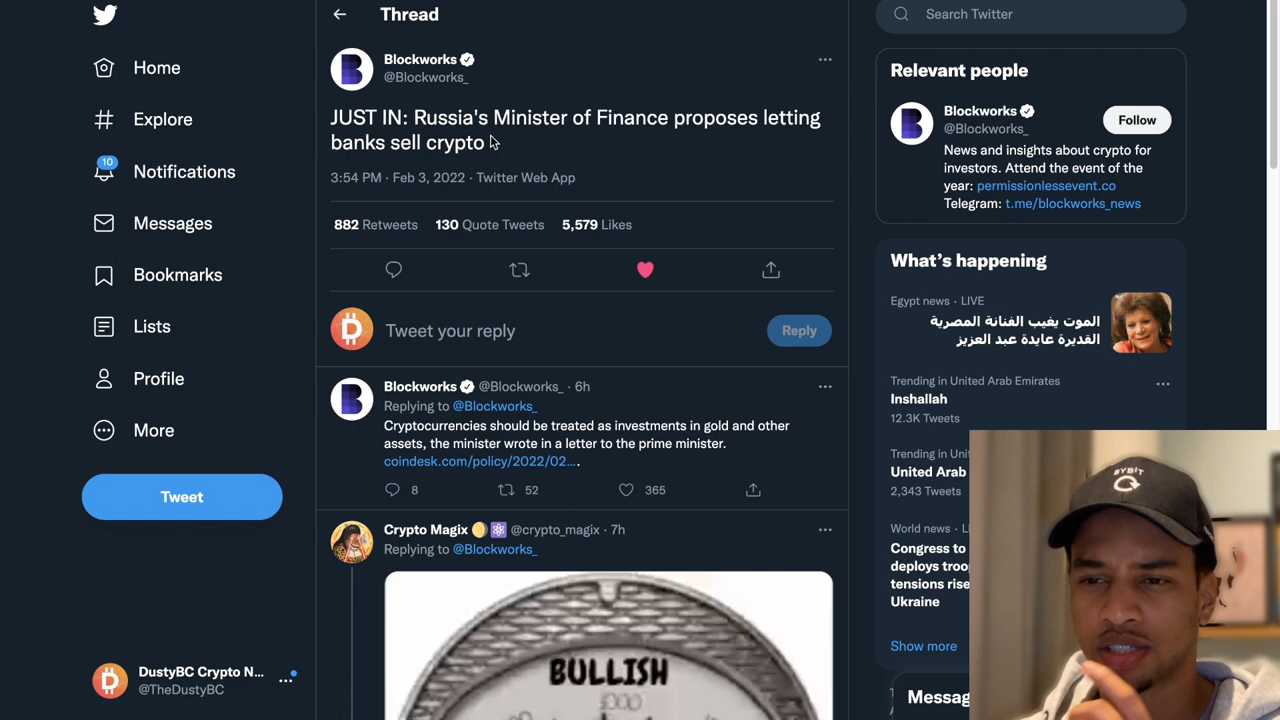 Thread
Search Twitter
Home
Explore
10
Notifications
Messages
Bookmarks
Lists
Profile
More
Tweet
DustyBC Crypto N...
@TheDustyBC
Blockworks
@Blockworks_
JUST IN: Russia's Minister of Finance proposes letting
banks sell crypto
3:54 PM · Feb 3, 2022 · Twitter Web App
882 Retweets 130 Quote Tweets 5,579 Likes
Tweet your reply
Reply
Blockworks @Blockworks_ · 6h
Replying to @Blockworks_
Cryptocurrencies should be treated as investments in gold and other
assets, the minister wrote in a letter to the prime minister.
coindesk.com/policy/2022/02....
8 52 365
Crypto Magix @crypto_magix · 7h
Replying to @Blockworks_
BULLISH
Relevant people
Blockworks
@Blockworks_
Follow
News and insights about crypto for
investors. Attend the event of the
year: permissionlessevent.co
Telegram: t.me/blockworks_news
What's happening
Egypt news · LIVE
الموت يغيب الفنانة المصرية
القديرة عايدة عبد العزيز
Trending in United Arab Emirates
Inshallah
12.3K Tweets
Trending in
United Arab
2,343 Tweets
World news
Congress to
deploys
tensions rise
Ukraine
Show more
BYBIT